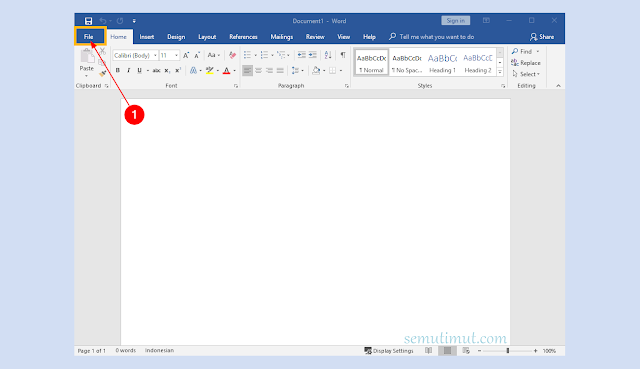 Document1 - Word
Sign in
File Home Insert Design Layout References Mailings Review View Help Tell me what you want to do Share
Calibri (Body) 11
Paste
B I U abc x₂ x²
AaBbCcDc AaBbCcDc AaBbCc AaBbCcE
¶ Normal ¶ No Spac... Heading 1 Heading 2
Find
Replace
Select
Clipboard Font Paragraph Styles Editing
1
semutimut.com
Page 1 of 1 0 words Indonesian Display Settings 100%